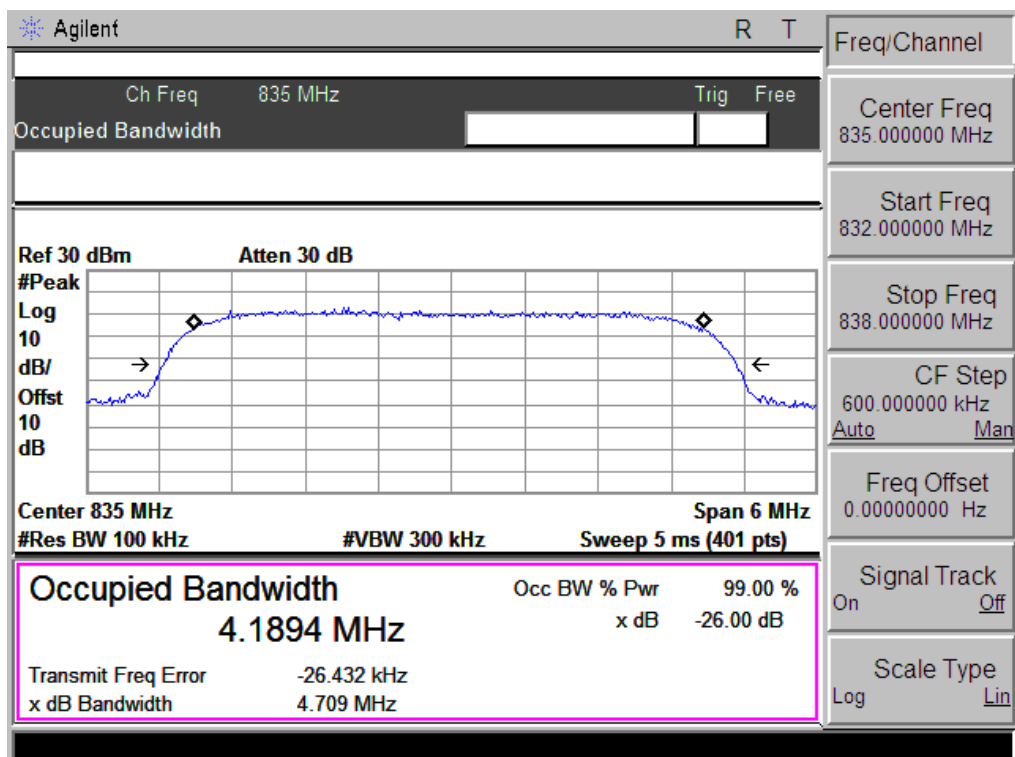 Agilent R T
Ch Freq 835 MHz Trig Free
Occupied Bandwidth
Ref 30 dBm Atten 30 dB
#Peak
Log
10
dB/
Offst
10
dB
Center 835 MHz Span 6 MHz
#Res BW 100 kHz #VBW 300 kHz Sweep 5 ms (401 pts)
Occupied Bandwidth Occ BW % Pwr 99.00 %
4.1894 MHz x dB -26.00 dB
Transmit Freq Error -26.432 kHz
x dB Bandwidth 4.709 MHz
Freq/Channel
Center Freq
835.000000 MHz
Start Freq
832.000000 MHz
Stop Freq
838.000000 MHz
CF Step
600.000000 kHz
Auto Man
Freq Offset
0.00000000 Hz
Signal Track
On Off
Scale Type
Log Lin